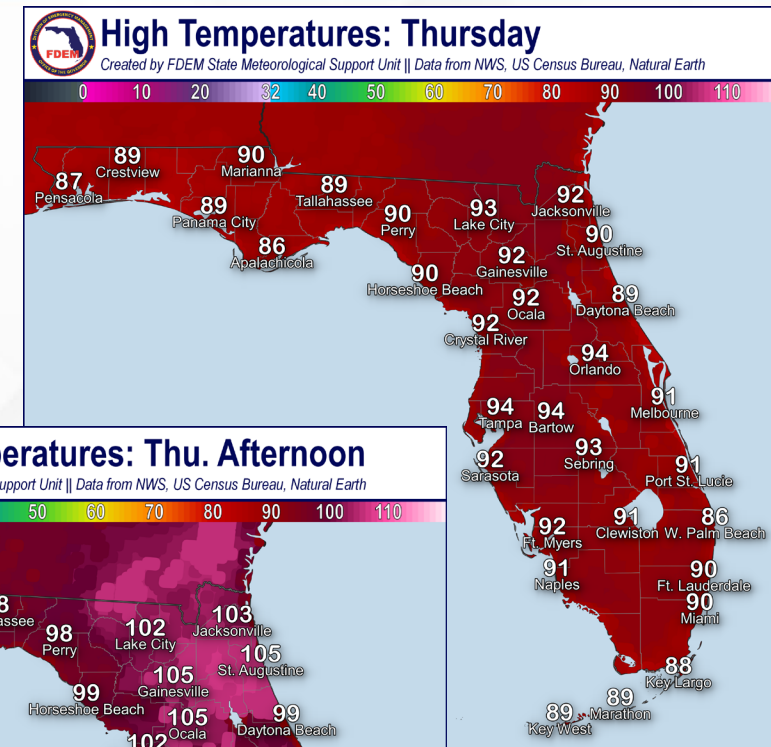 FDEM
High Temperatures: Thursday
Created by FDEM State Meteorological Support Unit || Data from NWS, US Census Bureau, Natural Earth
0 10 20 32 40 50 60 70 80 90 100 110
89
Crestview
90
Marianna
87
Pensacola
89
Tallahassee
89
Panama City
90
Perry
93
Lake City
92
Jacksonville
86
Apalachicola
90
St. Augustine
92
Gainesville
90
Horseshoe Beach
92
Ocala
89
Daytona Beach
92
Crystal River
94
Orlando
91
Melbourne
94
Tampa
94
Bartow
93
Sebring
92
Sarasota
91
Port St. Lucie
92
Ft. Myers
91
Clewiston
86
W. Palm Beach
91
Naples
90
Ft. Lauderdale
90
Miami
88
Key Largo
89
Marathon
89
Key West
eratures: Thu. Afternoon
upport Unit || Data from NWS, US Census Bureau, Natural Earth
50 60 70 80 90 100 110
8
assee
98
Perry
102
Lake City
103
Jacksonville
105
St. Augustine
105
Gainesville
99
Horseshoe Beach
105
Ocala
99
Daytona Beach
102